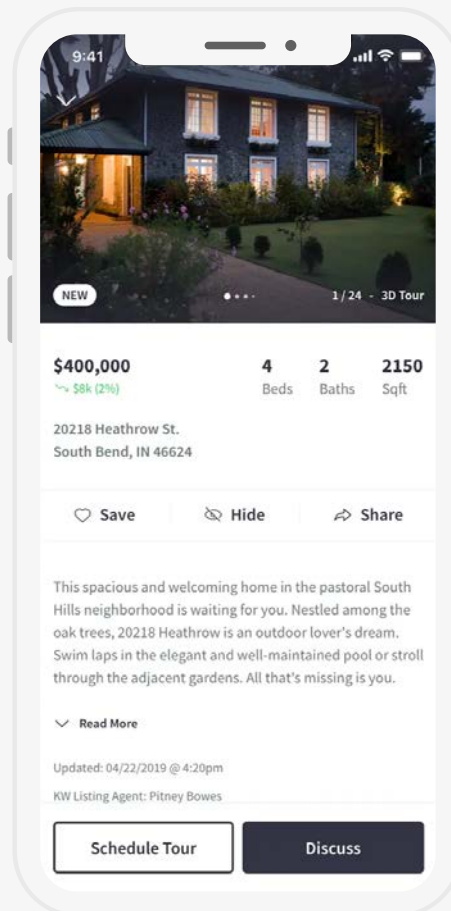 9:41
NEW
1 / 24 - 3D Tour
$400,000 4 2 2150
$8k (2%) Beds Baths Sqft
20218 Heathrow St.
South Bend, IN 46624
Save Hide Share
This spacious and welcoming home in the pastoral South
Hills neighborhood is waiting for you. Nestled among the
oak trees, 20218 Heathrow is an outdoor lover's dream.
Swim laps in the elegant and well-maintained pool or stroll
through the adjacent gardens. All that's missing is you.
Read More
Updated: 04/22/2019 @ 4:20pm
KW Listing Agent: Pitney Bowes
Schedule Tour Discuss